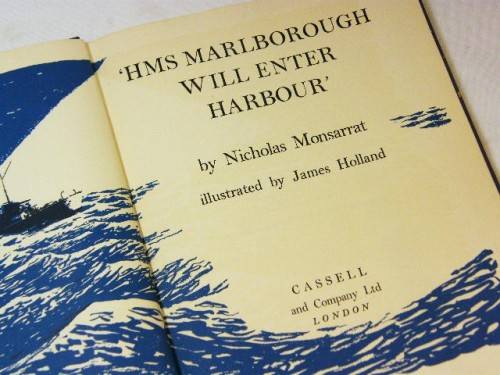 'HMS MARLBOROUGH
WILL ENTER
HARBOUR'
by Nicholas Monsarrat
illustrated by James Holland
CASSELL
and Company Ltd
LONDON